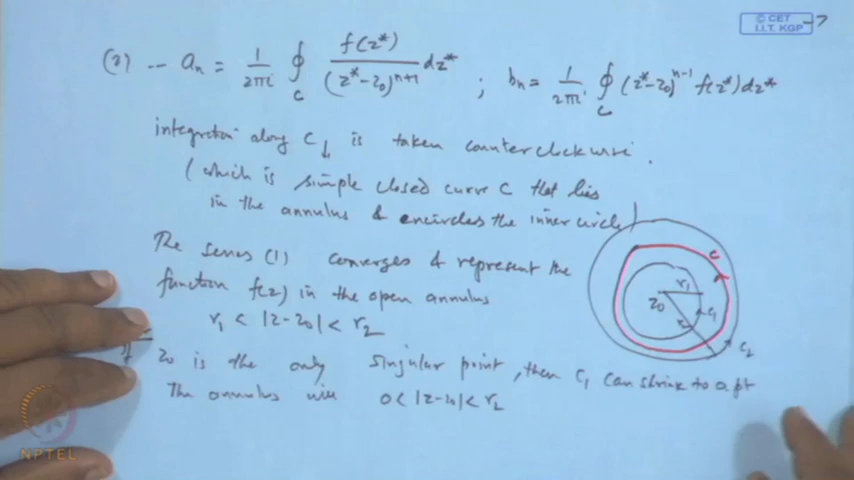 © CET
I.I.T. KGP
-7
(2) -- aₙ = 1/2πi ∮_C f(z*)/(z*-z₀)ⁿ⁺¹ dz* ; bₙ = 1/2πi ∮_C (z*-z₀)ⁿ⁻¹ f(z*) dz*
integration along C is taken counterclockwise.
(which is simple closed curve C that lies
in the annulus & encircles the inner circle)
The series (1) converges & represent the
function f(z) in the open annulus
r₁ < |z-z₀| < r₂
C
r₁
z₀
C₁
C₂
If z₀ is the only singular point, then C₁ can shrink to a pt
The annulus will 0 < |z-z₀| < r₂
NPTEL